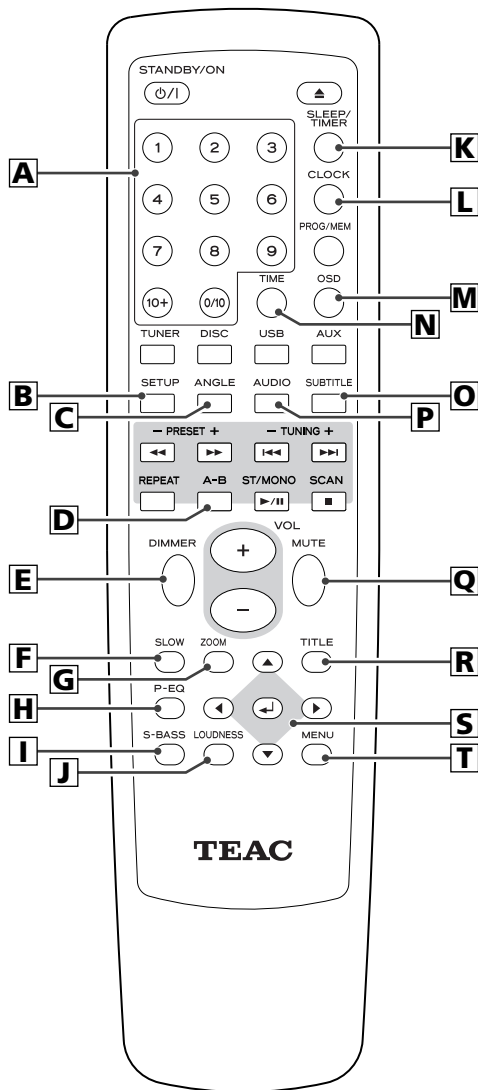 STANDBY/ON
⏻/I
SLEEP/
TIMER
K
A
1 2 3
CLOCK
L
4 5 6
PROG/MEM
7 8 9
TIME OSD
M
10+ 0/10
N
TUNER DISC USB AUX
B
SETUP ANGLE AUDIO SUBTITLE
O
C
P
– PRESET + – TUNING +
REPEAT A–B ST/MONO SCAN
D
VOL
DIMMER + MUTE
E
Q
–
F
SLOW ZOOM TITLE
R
G
H
P-EQ
S
I
S-BASS LOUDNESS MENU
J
T
TEAC